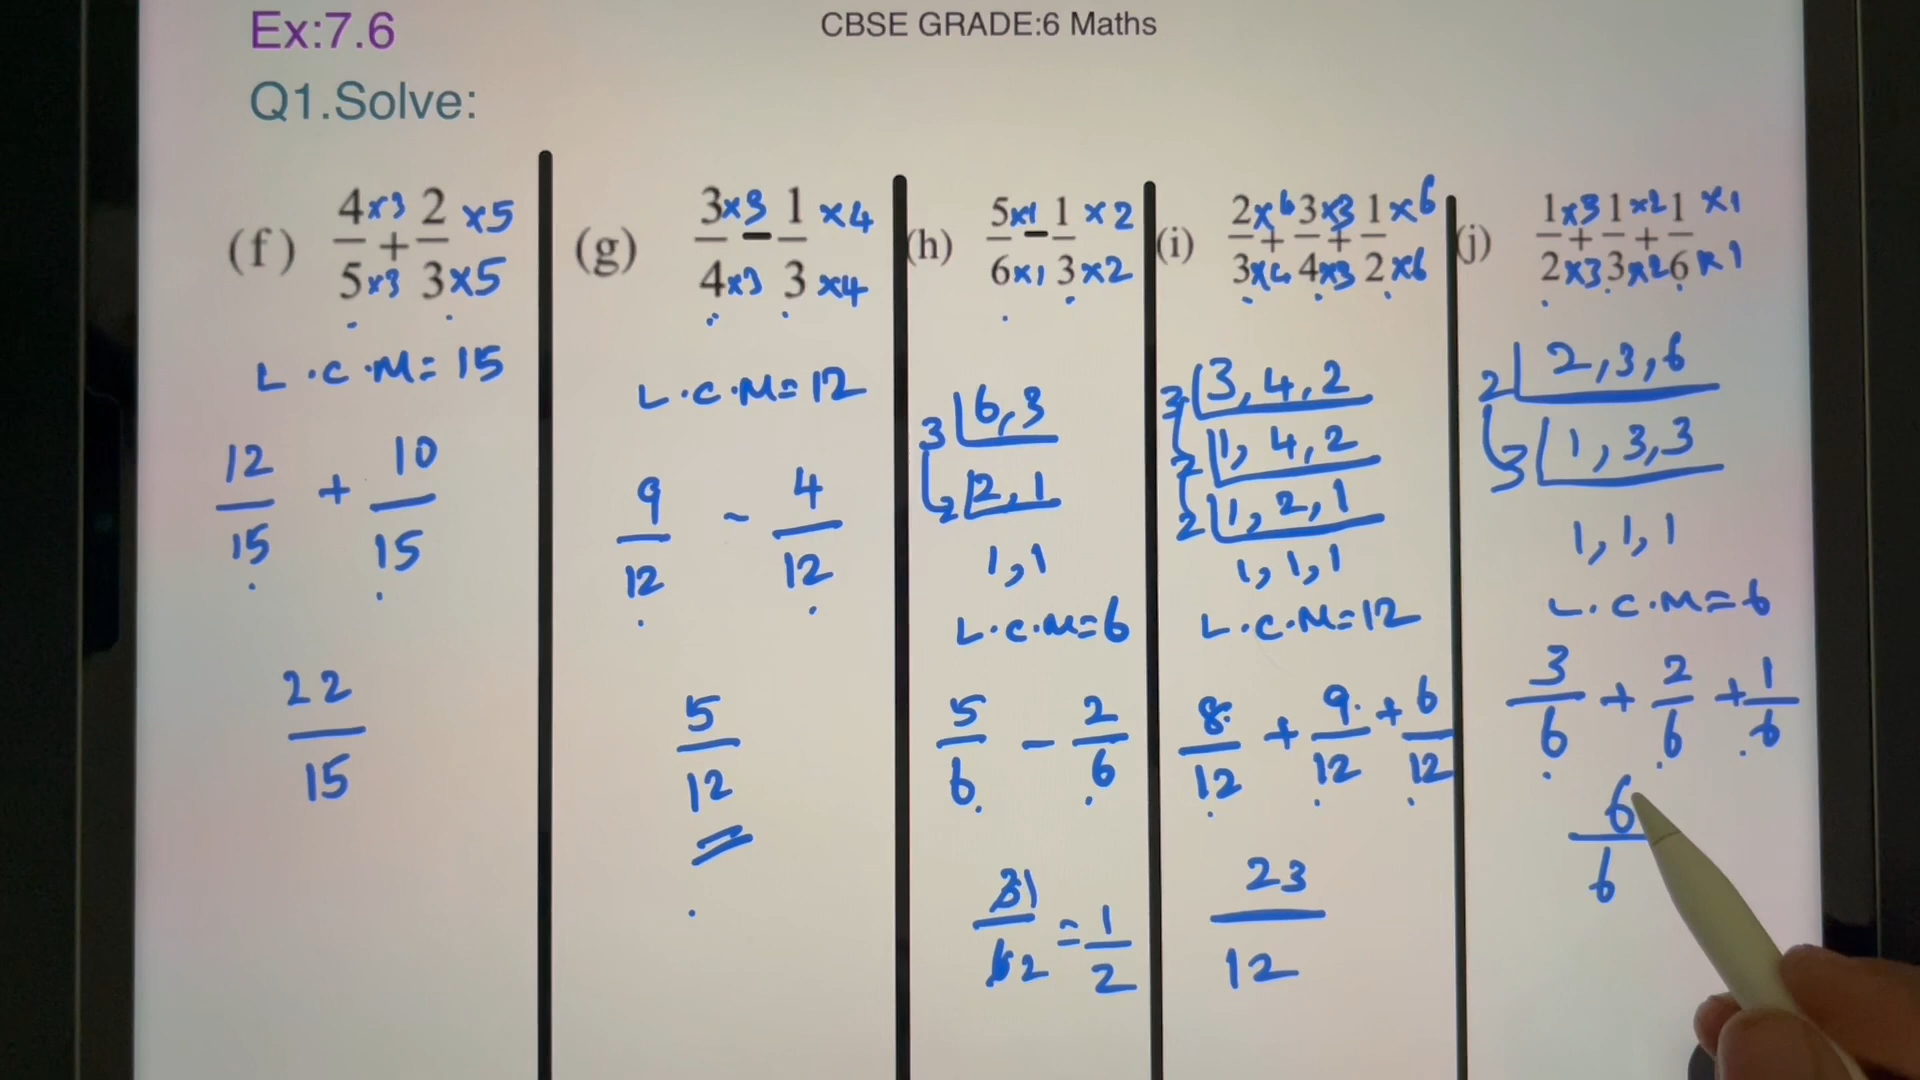 Ex:7.6
CBSE GRADE:6 Maths
Q1.Solve:
(f) 4×3/5×3 + 2×5/3×5
L.C.M=15
12/15 + 10/15
22/15
(g) 3×3/4×3 - 1×4/3×4
L.C.M=12
9/12 - 4/12
5/12
(h) 5×1/6×1 - 1×2/3×2
3 | 6,3
2 | 2,1
1,1
L.C.M=6
5/6 - 2/6
31/62 = 1/2
(i) 2×6/3×4 + 3×3/4×3 + 1×6/2×6
3 | 3,4,2
2 | 1,4,2
2 | 1,2,1
1,1,1
L.C.M=12
8/12 + 9/12 + 6/12
23/12
(j) 1×3/2×3 + 1×2/3×2 + 1×1/6×1
2 | 2,3,6
3 | 1,3,3
1,1,1
L.C.M=6
3/6 + 2/6 + 1/6
6/6